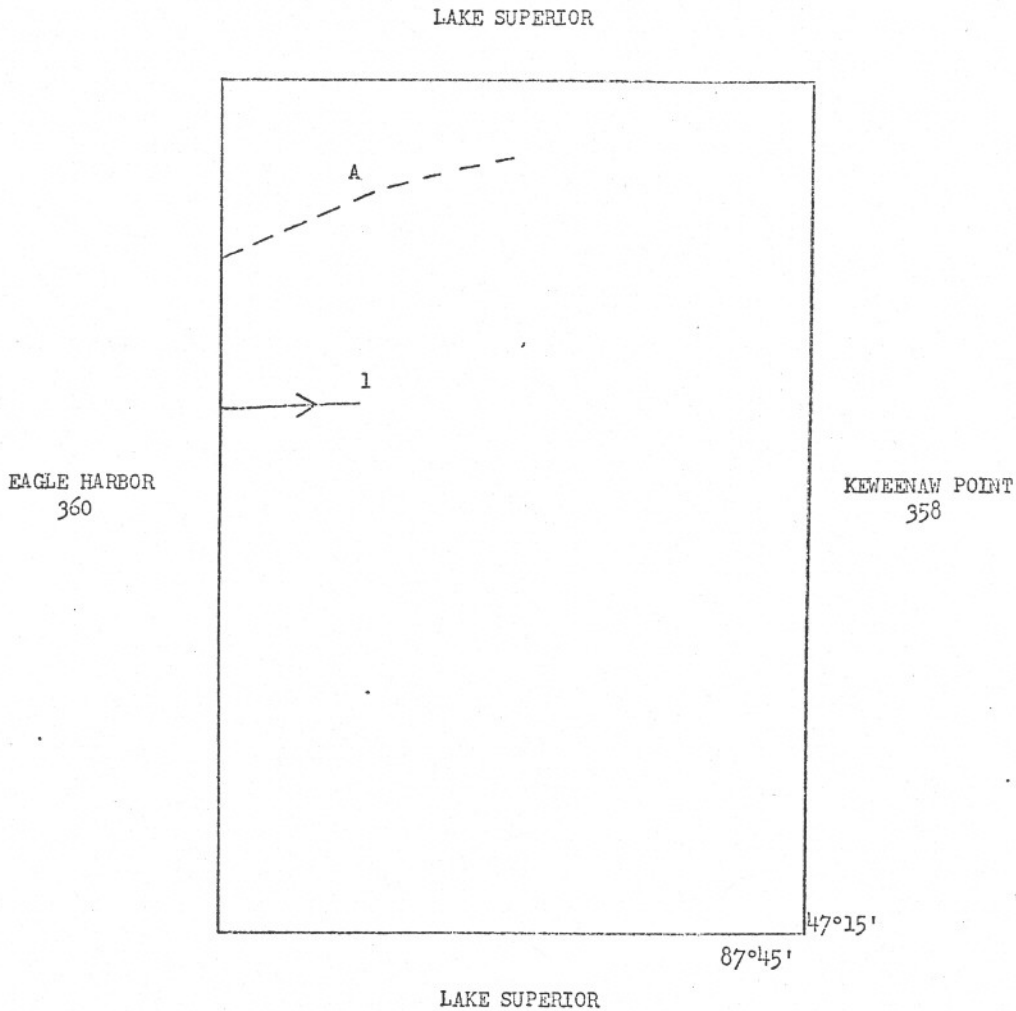 LAKE SUPERIOR
A
1
EAGLE HARBOR
360
KEWEENAW POINT
358
47°15'
87°45'
LAKE SUPERIOR